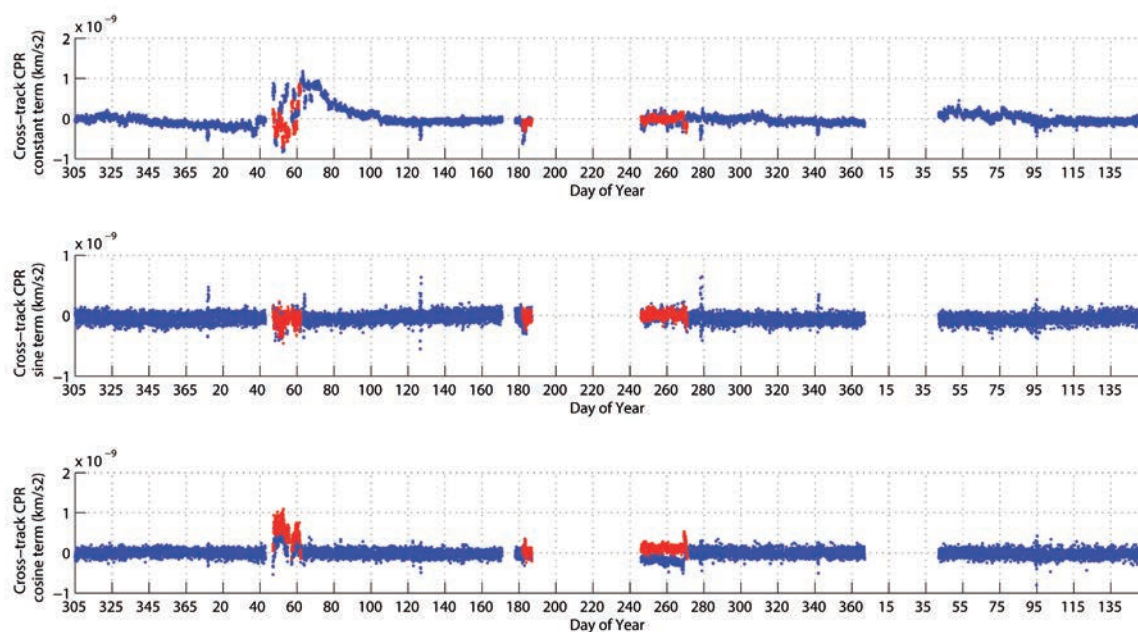 x 10⁻⁹
2
1
0
−1
Cross−track CPR
constant term (km/s2)
305 325 345 365 20 40 60 80 100 120 140 160 180 200 220 240 260 280 300 320 340 360 15 35 55 75 95 115 135
Day of Year
x 10⁻⁹
1
0
−1
Cross−track CPR
sine term (km/s2)
305 325 345 365 20 40 60 80 100 120 140 160 180 200 220 240 260 280 300 320 340 360 15 35 55 75 95 115 135
Day of Year
x 10⁻⁹
2
1
0
−1
Cross−track CPR
cosine term (km/s2)
305 325 345 365 20 40 60 80 100 120 140 160 180 200 220 240 260 280 300 320 340 360 15 35 55 75 95 115 135
Day of Year